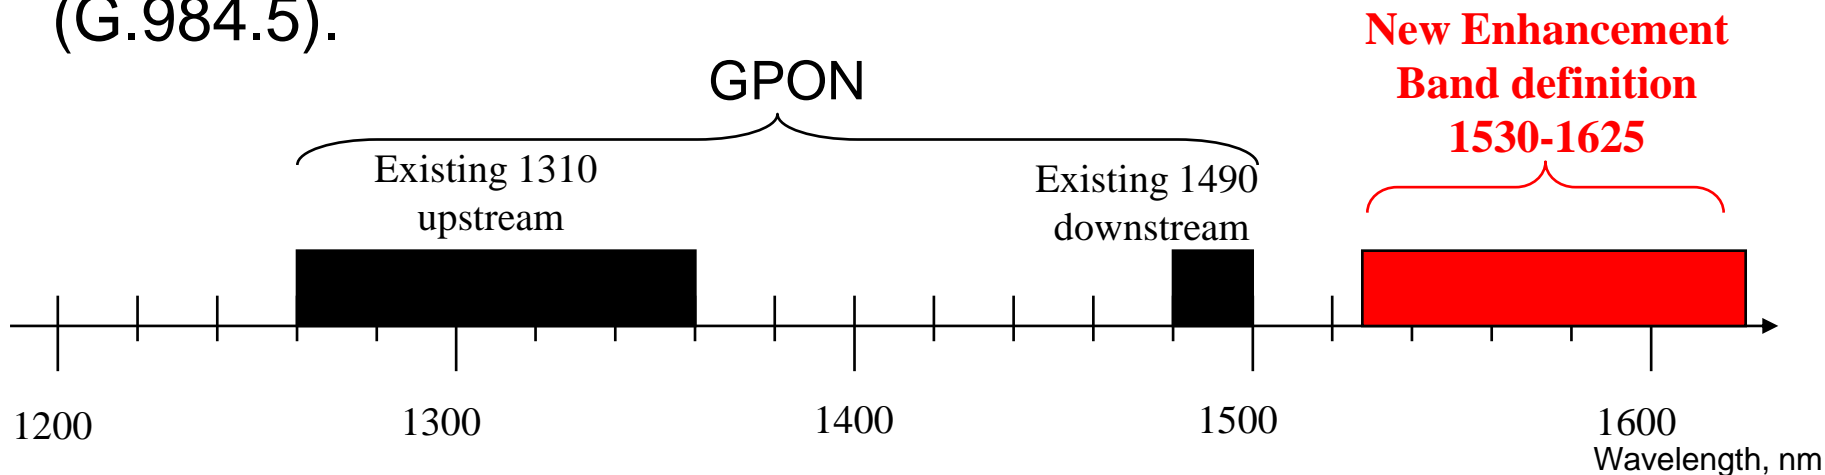 (G.984.5).
New Enhancement
Band definition
1530-1625
GPON
Existing 1310
upstream
Existing 1490
downstream
1200
1300
1400
1500
1600
Wavelength, nm